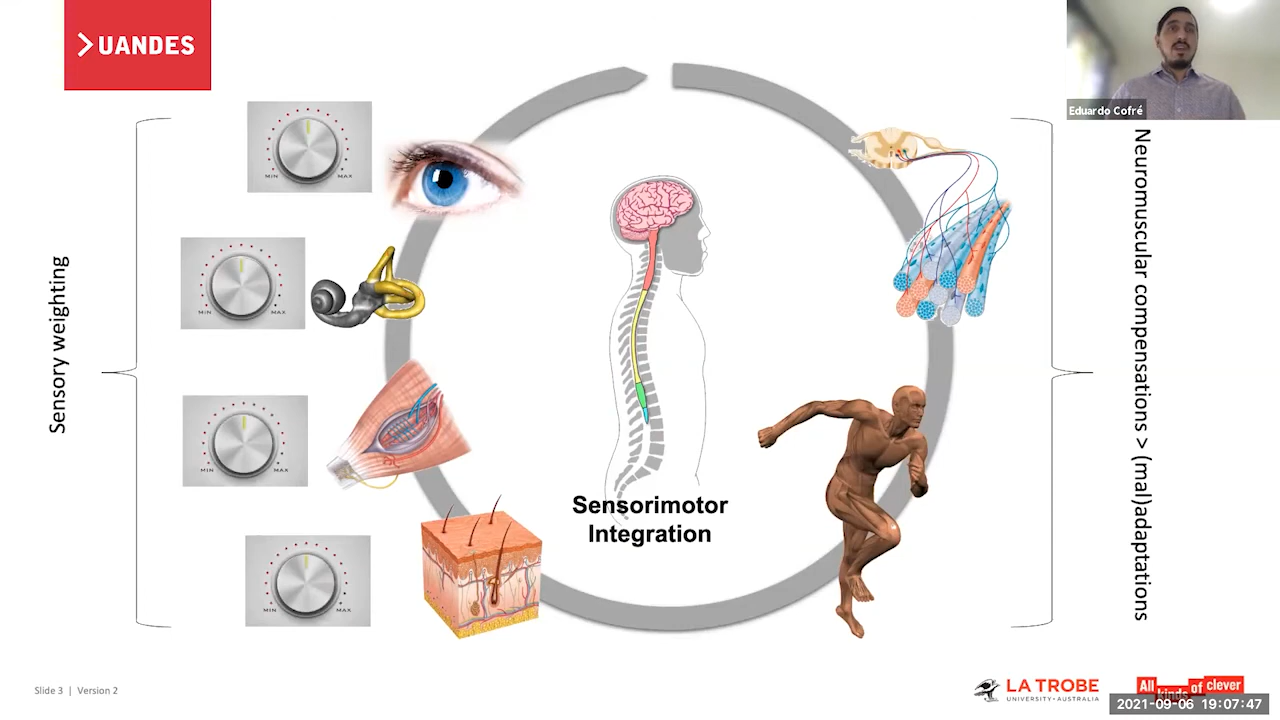 UANDES
Eduardo Cofré
MIN MAX
MIN MAX
MIN MAX
MIN MAX
Sensory weighting
Neuromuscular compensations > (mal)adaptations
Sensorimotor
Integration
Slide 3 | Version 2
LA TROBE
UNIVERSITY • AUSTRALIA
All kinds of clever
2021-09-06 19:07:47